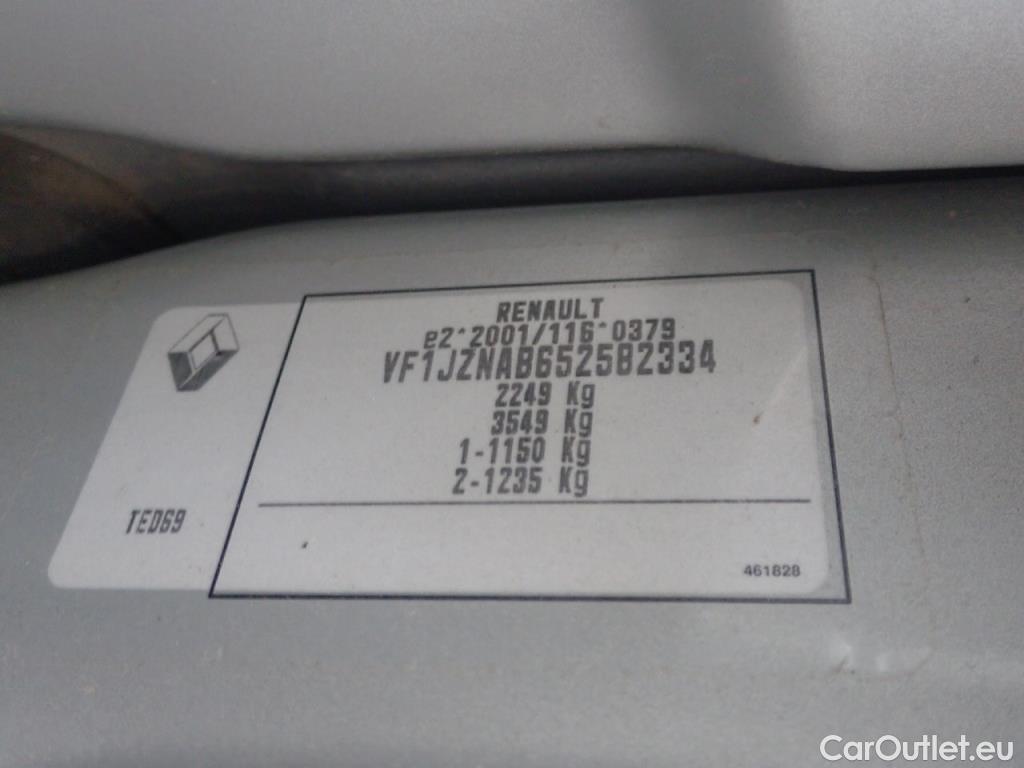 RENAULT
e2*2001/116*0379
VF1JZNAB652582334
2249 Kg
3549 Kg
1-1150 Kg
2-1235 Kg
TED69
461828
CarOutlet.eu